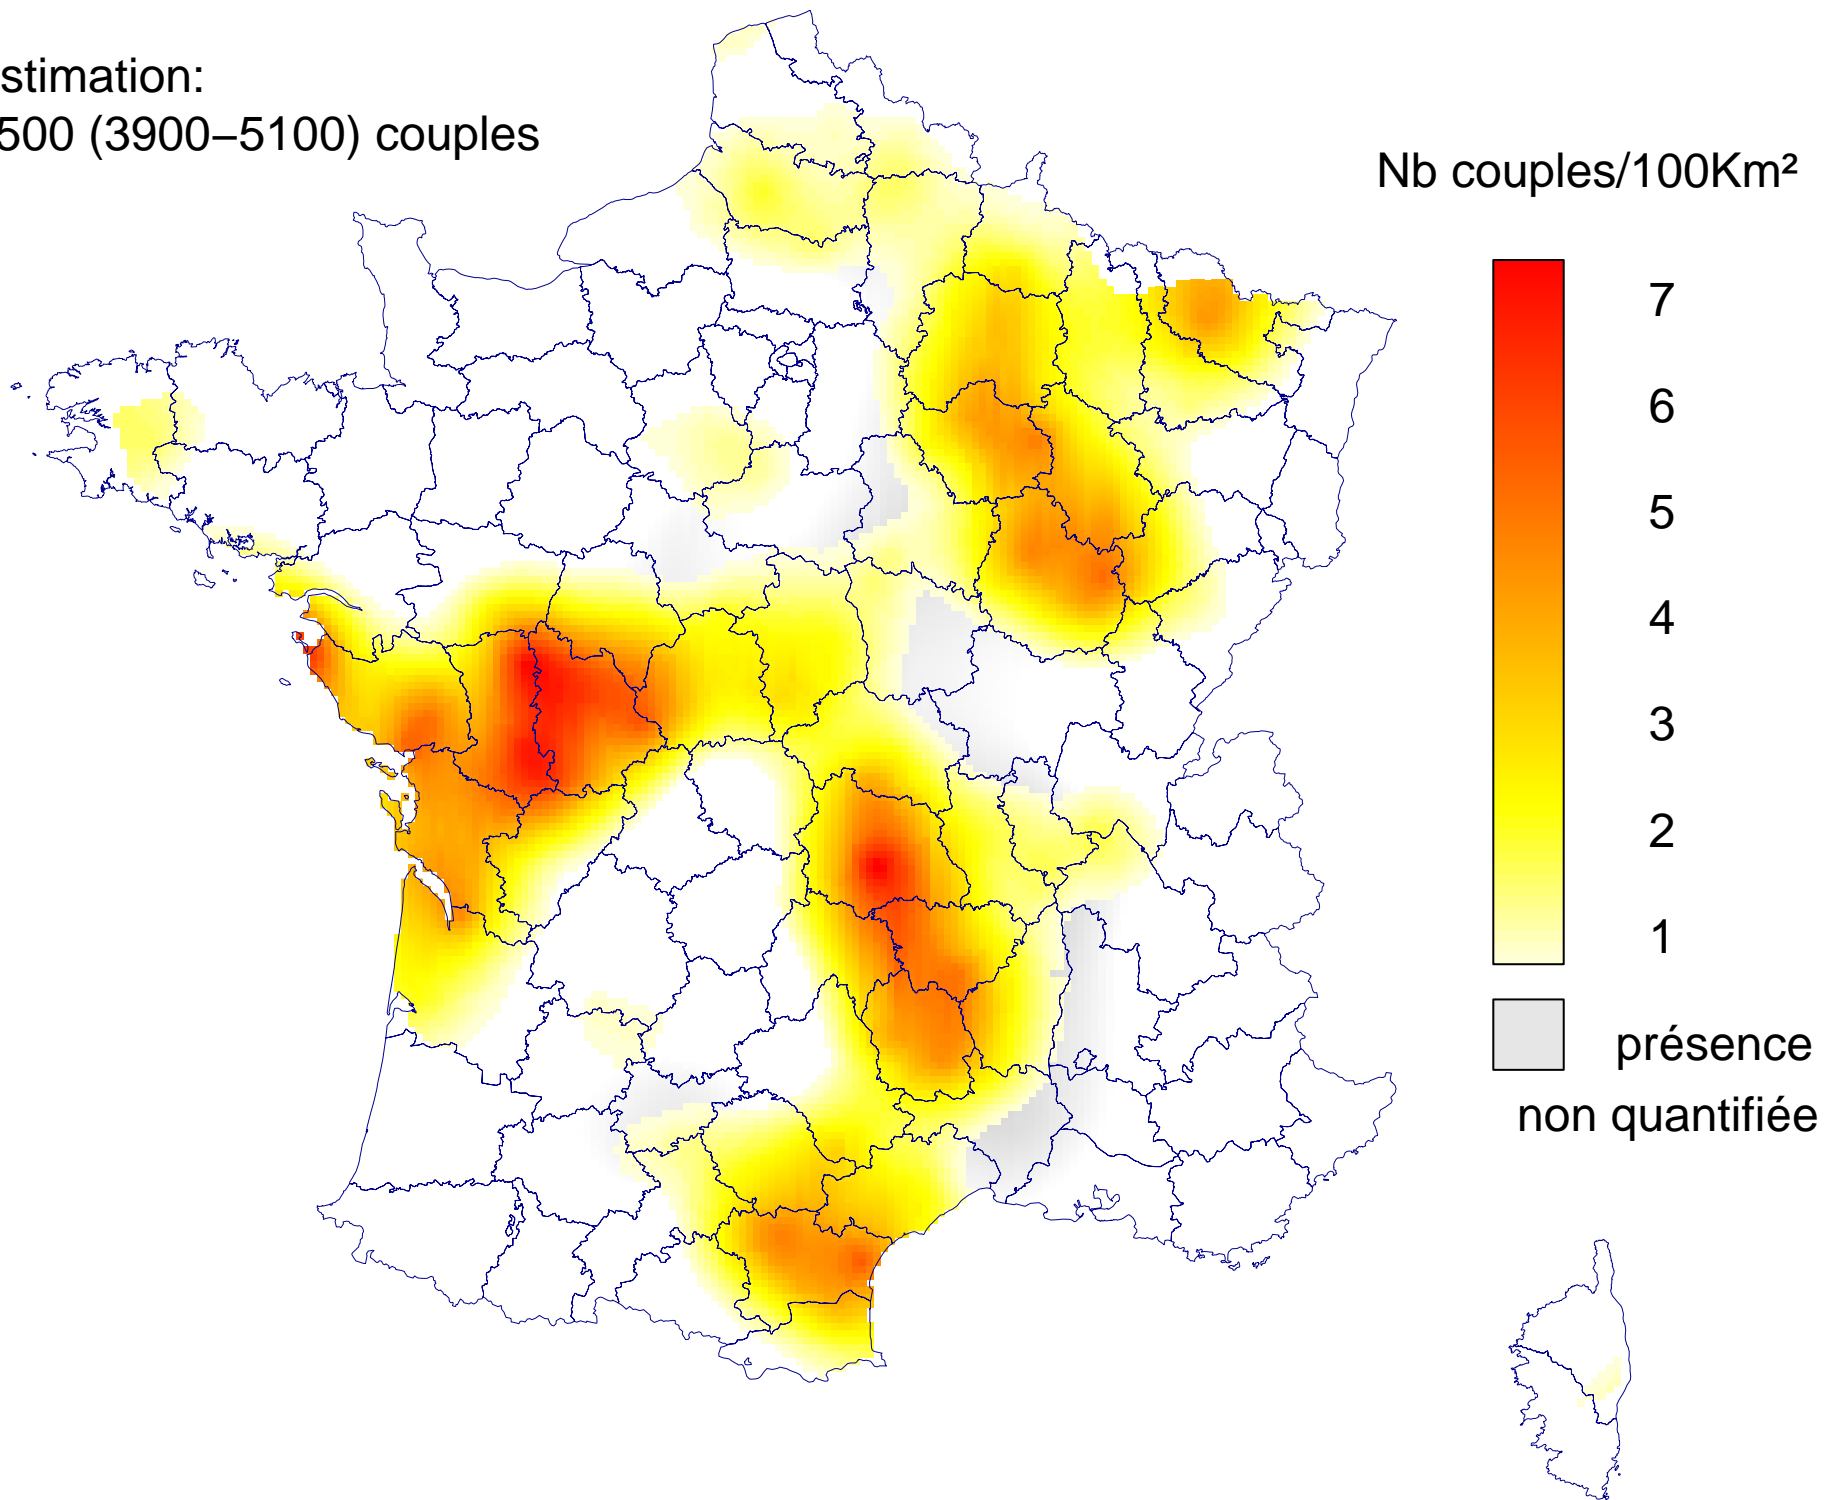 stimation:
500 (3900–5100) couples
Nb couples/100Km²
7
6
5
4
3
2
1
présence
non quantifiée